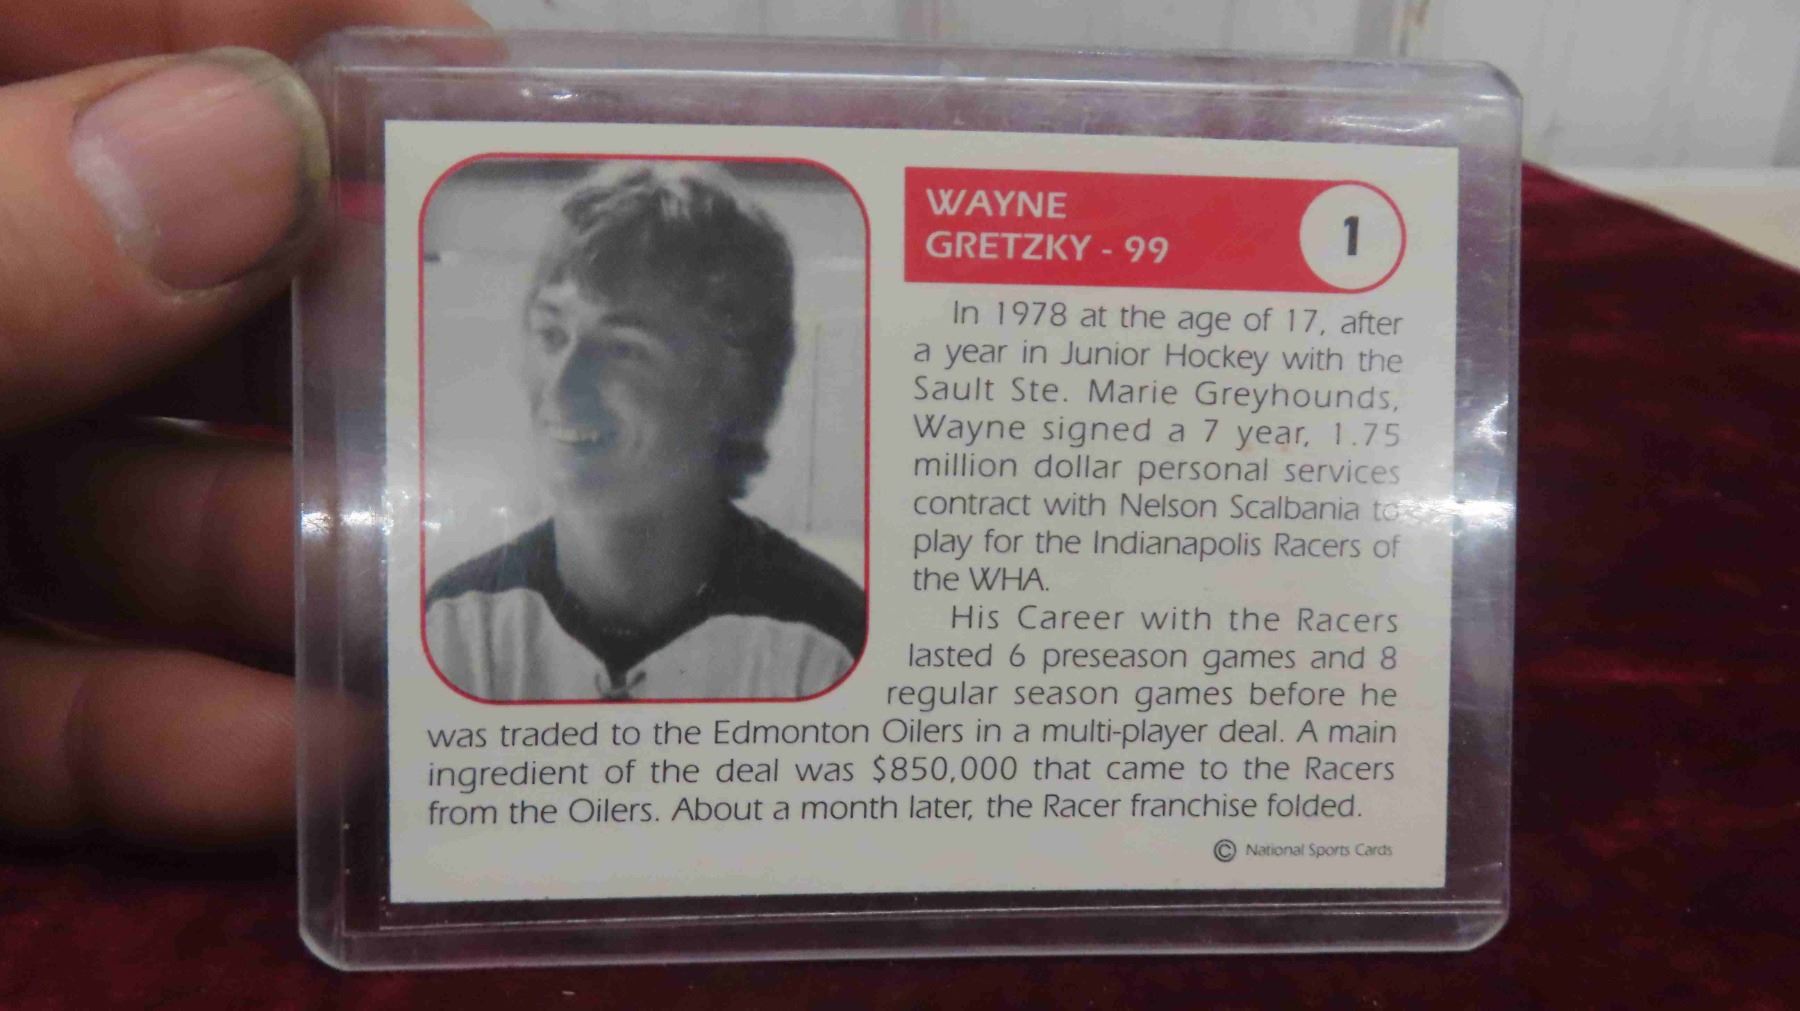 WAYNE
GRETZKY - 99
1
In 1978 at the age of 17, after
a year in Junior Hockey with the
Sault Ste. Marie Greyhounds,
Wayne signed a 7 year, 1.75
million dollar personal services
contract with Nelson Scalbania to
play for the Indianapolis Racers of
the WHA.
His Career with the Racers
lasted 6 preseason games and 8
regular season games before he
was traded to the Edmonton Oilers in a multi-player deal. A main
ingredient of the deal was $850,000 that came to the Racers
from the Oilers. About a month later, the Racer franchise folded.
© National Sports Cards